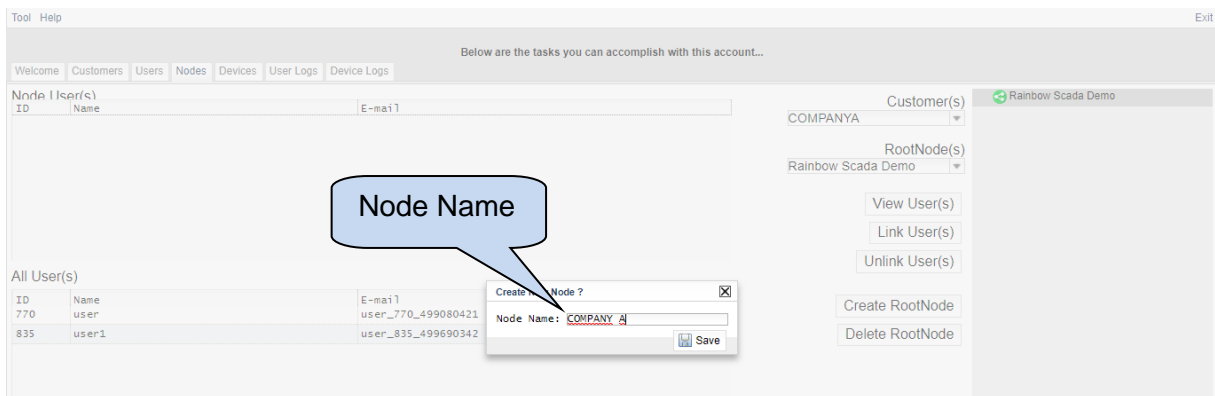 Tool Help Exit
Below are the tasks you can accomplish with this account...
Welcome Customers Users Nodes Devices User Logs Device Logs
Node User(s)
ID Name E-mail
Customer(s)
COMPANYA
RootNode(s)
Rainbow Scada Demo
View User(s)
Link User(s)
Unlink User(s)
Create RootNode
Delete RootNode
Rainbow Scada Demo
Node Name
All User(s)
ID Name E-mail
770 user user_770_499080421
835 user1 user_835_499690342
Create Node ?
Node Name: COMPANY A
Save